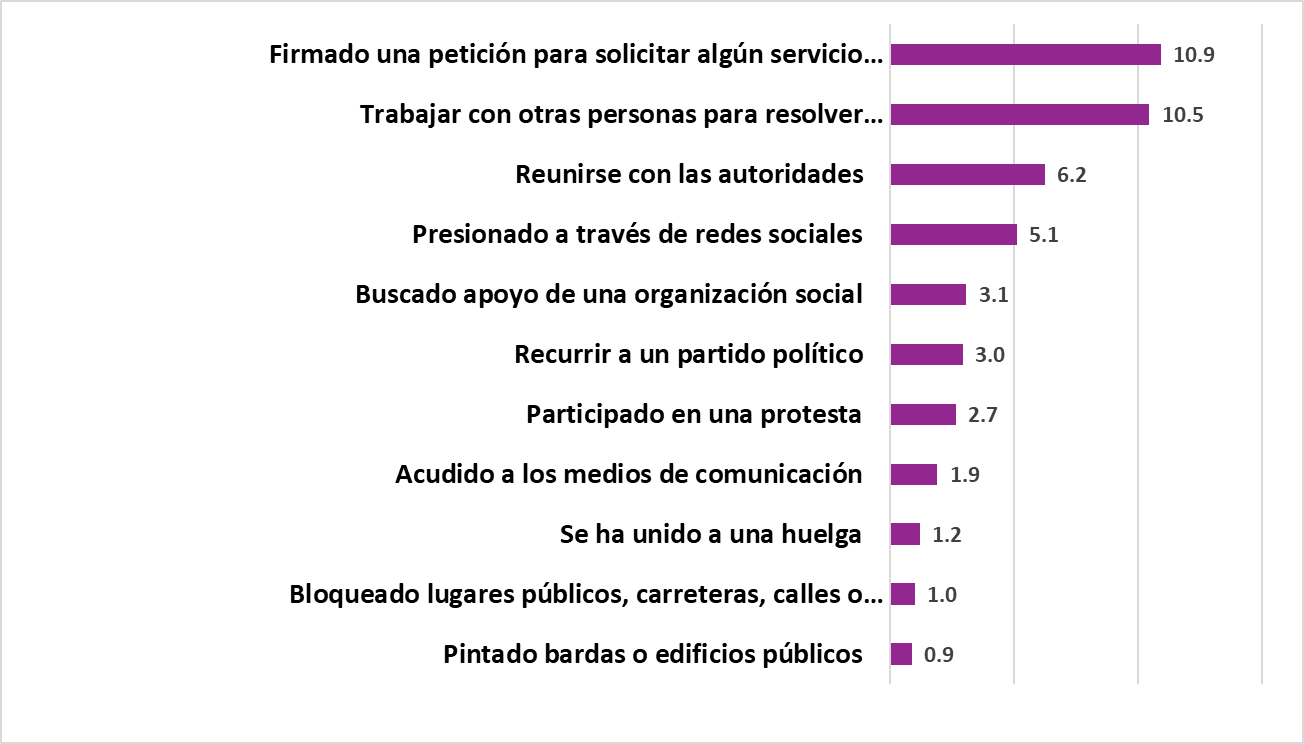 Firmado una petición para solicitar algún servicio… 10.9
Trabajar con otras personas para resolver… 10.5
Reunirse con las autoridades 6.2
Presionado a través de redes sociales 5.1
Buscado apoyo de una organización social 3.1
Recurrir a un partido político 3.0
Participado en una protesta 2.7
Acudido a los medios de comunicación 1.9
Se ha unido a una huelga 1.2
Bloqueado lugares públicos, carreteras, calles o… 1.0
Pintado bardas o edificios públicos 0.9